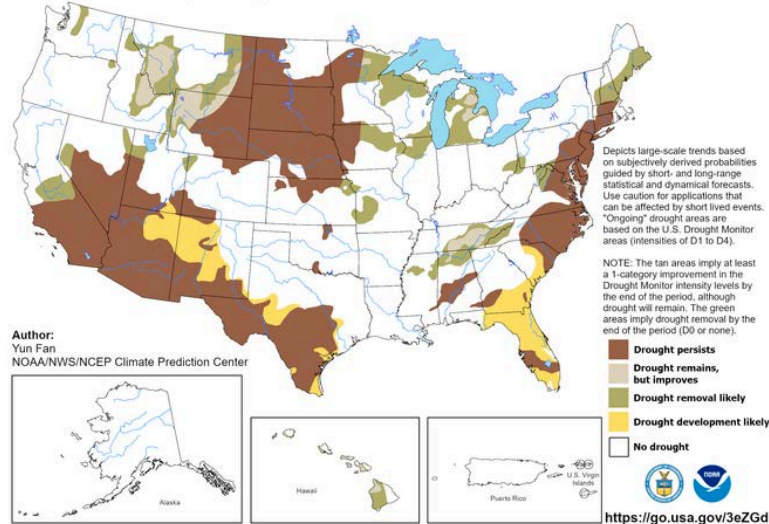 Depicts large-scale trends based
on subjectively derived probabilities
guided by short- and long-range
statistical and dynamical forecasts.
Use caution for applications that
can be affected by short lived events.
"Ongoing" drought areas are
based on the U.S. Drought Monitor
areas (intensities of D1 to D4).
NOTE: The tan areas imply at least
a 1-category improvement in the
Drought Monitor intensity levels by
the end of the period, although
drought will remain. The green
areas imply drought removal by the
end of the period (D0 or none).
Author:
Yun Fan
NOAA/NWS/NCEP Climate Prediction Center
Drought persists
Drought remains,
but improves
Drought removal likely
Drought development likely
No drought
Alaska
Hawaii
Puerto Rico
U.S. Virgin
Islands
NOAA
https://go.usa.gov/3eZGd